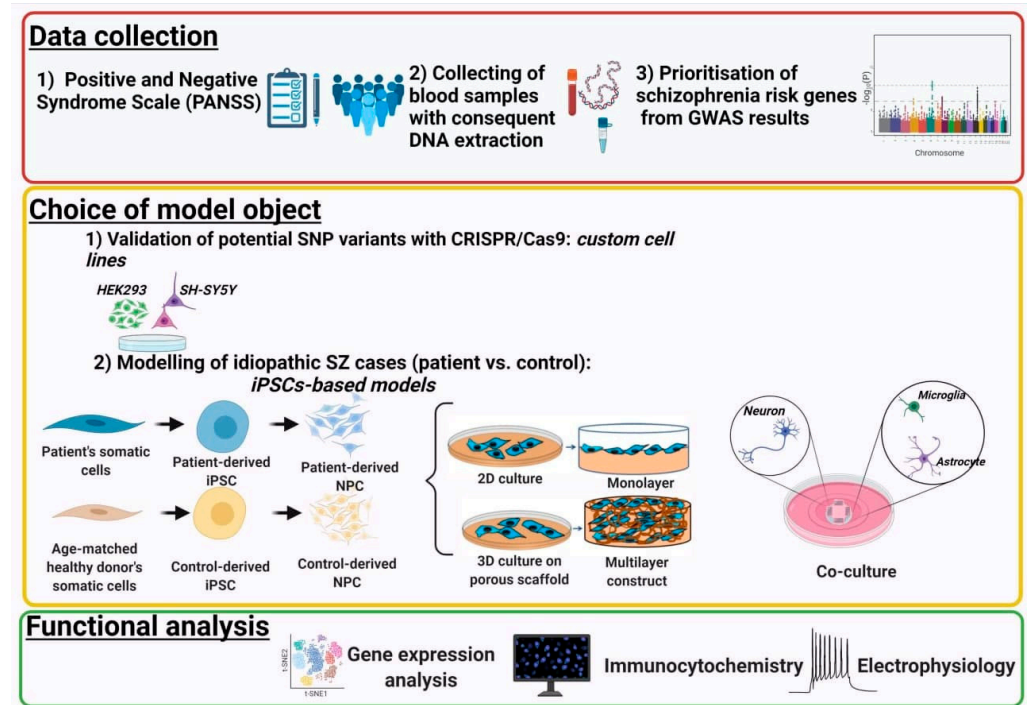 Data collection
1) Positive and Negative
Syndrome Scale (PANSS)
2) Collecting of
blood samples
with consequent
DNA extraction
3) Prioritisation of
schizophrenia risk genes
from GWAS results
-log₁₀(P)
Chromosome
Choice of model object
1) Validation of potential SNP variants with CRISPR/Cas9: custom cell
lines
HEK293
SH-SY5Y
2) Modelling of idiopathic SZ cases (patient vs. control):
iPSCs-based models
Patient's somatic
cells
Patient-derived
iPSC
Patient-derived
NPC
Age-matched
healthy donor's
somatic cells
Control-derived
iPSC
Control-derived
NPC
2D culture
Monolayer
3D culture on
porous scaffold
Multilayer
construct
Neuron
Microglia
Astrocyte
Co-culture
Functional analysis
t-SNE2
t-SNE1
Gene expression
analysis
Immunocytochemistry
Electrophysiology